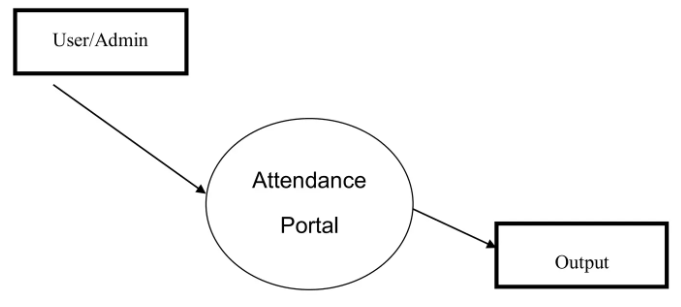 User/Admin
Attendance
Portal
Output